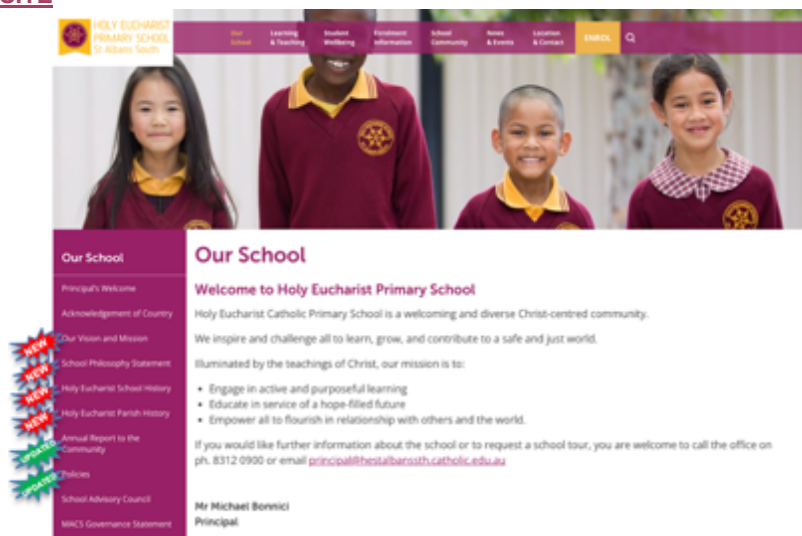 SITE
HOLY EUCHARIST
PRIMARY SCHOOL
St Albans South
Our
School
Learning
& Teaching
Student
Wellbeing
Enrolment
Information
School
Community
News
& Events
Location
& Contact
ENROL
Our School
Principal's Welcome
Acknowledgement of Country
Our Vision and Mission
School Philosophy Statement
Holy Eucharist School History
Holy Eucharist Parish History
Annual Report to the
Community
Policies
School Advisory Council
MACS Governance Statement
NEW
NEW
NEW
NEW
UPDATED
UPDATED
Our School
Welcome to Holy Eucharist Primary School
Holy Eucharist Catholic Primary School is a welcoming and diverse Christ-centred community.
We inspire and challenge all to learn, grow, and contribute to a safe and just world.
Illuminated by the teachings of Christ, our mission is to:
• Engage in active and purposeful learning
• Educate in service of a hope-filled future
• Empower all to flourish in relationship with others and the world.
If you would like further information about the school or to request a school tour, you are welcome to call the office on
ph. 8312 0900 or email principal@hestalbanssth.catholic.edu.au
Mr Michael Bonnici
Principal